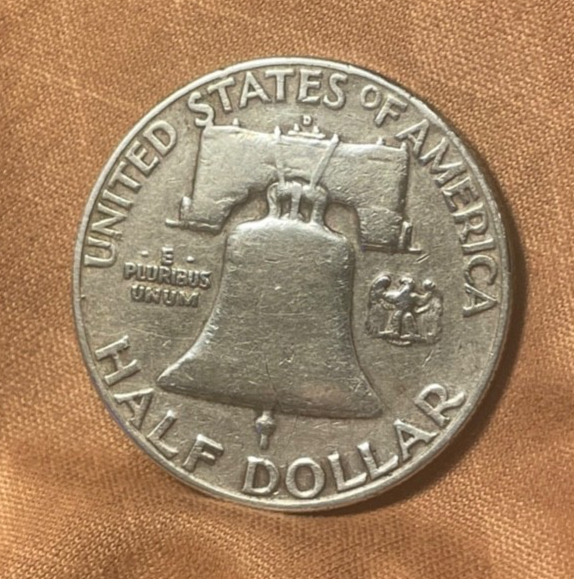 UNITED STATES OF AMERICA
D
· E ·
PLURIBUS
UNUM
HALF DOLLAR